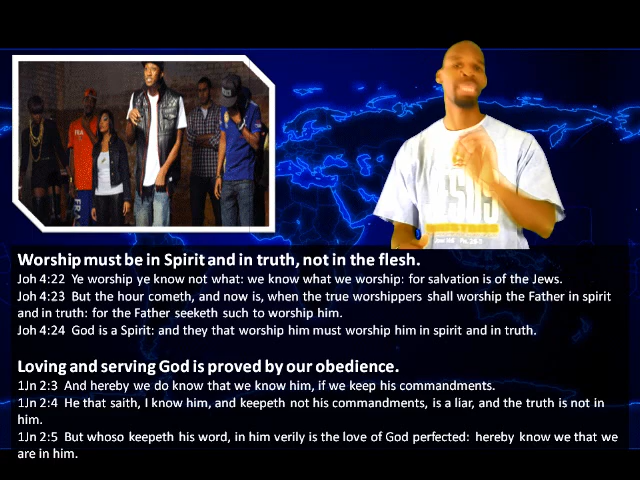 JESUS
FRA
Worship must be in Spirit and in truth, not in the flesh.
Joh 4:22 Ye worship ye know not what: we know what we worship: for salvation is of the Jews.
Joh 4:23 But the hour cometh, and now is, when the true worshippers shall worship the Father in spirit
and in truth: for the Father seeketh such to worship him.
Joh 4:24 God is a Spirit: and they that worship him must worship him in spirit and in truth.
Loving and serving God is proved by our obedience.
1Jn 2:3 And hereby we do know that we know him, if we keep his commandments.
1Jn 2:4 He that saith, I know him, and keepeth not his commandments, is a liar, and the truth is not in
him.
1Jn 2:5 But whoso keepeth his word, in him verily is the love of God perfected: hereby know we that we
are in him.